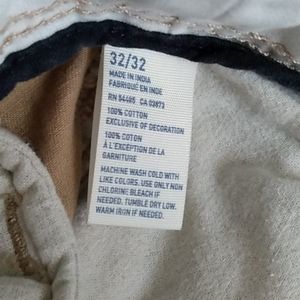 32/32
MADE IN INDIA
FABRIQUÉ EN INDE
RN 54485 CA 03973
100% COTTON
EXCLUSIVE OF DECORATION
100% COTON
À L'EXCEPTION DE LA
GARNITURE
MACHINE WASH COLD WITH
LIKE COLORS. USE ONLY NON
CHLORINE BLEACH IF
NEEDED. TUMBLE DRY LOW.
WARM IRON IF NEEDED.